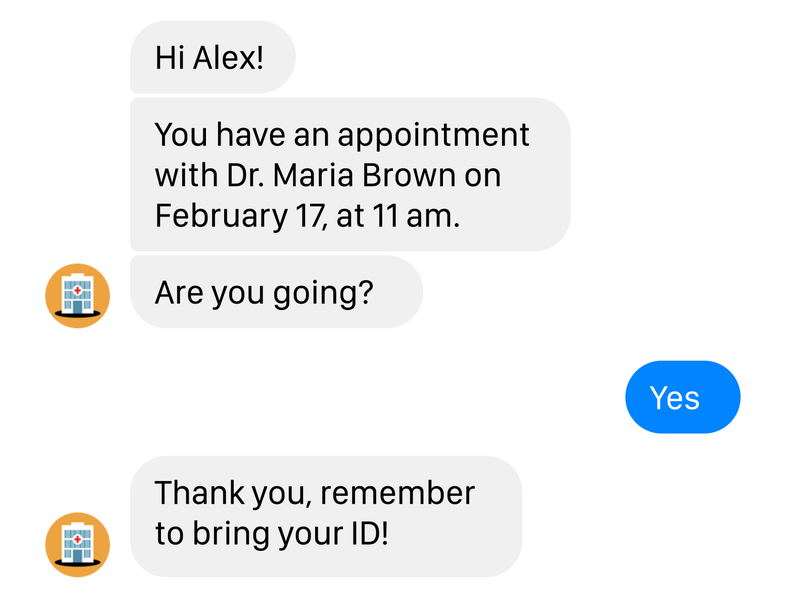 Hi Alex!
You have an appointment
with Dr. Maria Brown on
February 17, at 11 am.
Are you going?
Yes
Thank you, remember
to bring your ID!